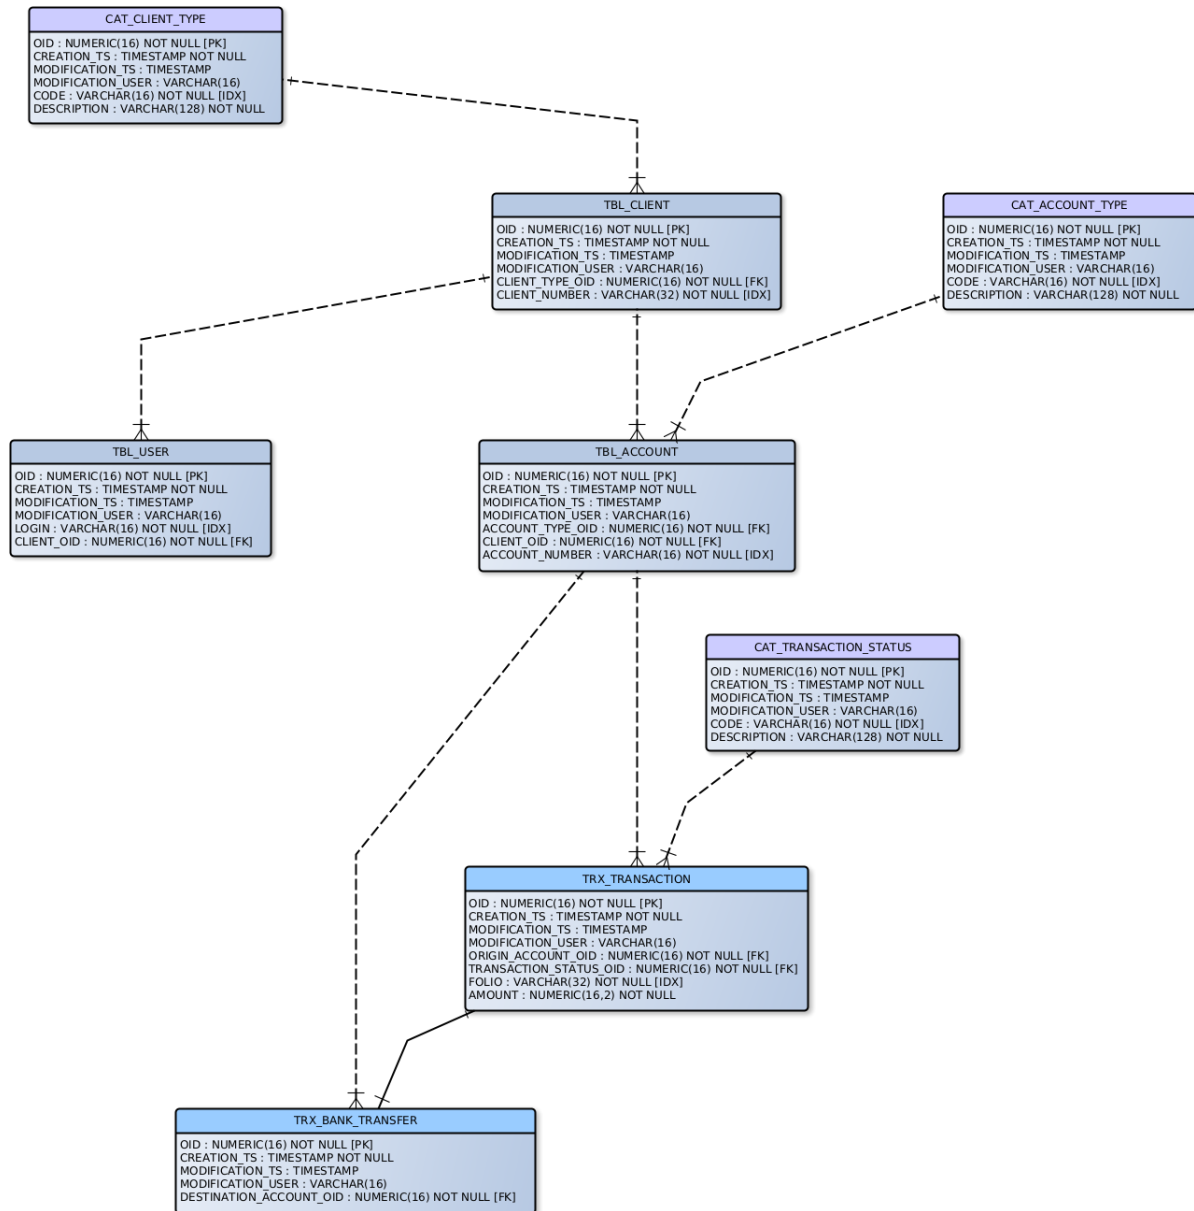 CAT_CLIENT_TYPE
OID : NUMERIC(16) NOT NULL [PK]
CREATION_TS : TIMESTAMP NOT NULL
MODIFICATION_TS : TIMESTAMP
MODIFICATION_USER : VARCHAR(16)
CODE : VARCHAR(16) NOT NULL [IDX]
DESCRIPTION : VARCHAR(128) NOT NULL
TBL_CLIENT
OID : NUMERIC(16) NOT NULL [PK]
CREATION_TS : TIMESTAMP NOT NULL
MODIFICATION_TS : TIMESTAMP
MODIFICATION_USER : VARCHAR(16)
CLIENT_TYPE_OID : NUMERIC(16) NOT NULL [FK]
CLIENT_NUMBER : VARCHAR(32) NOT NULL [IDX]
CAT_ACCOUNT_TYPE
OID : NUMERIC(16) NOT NULL [PK]
CREATION_TS : TIMESTAMP NOT NULL
MODIFICATION_TS : TIMESTAMP
MODIFICATION_USER : VARCHAR(16)
CODE : VARCHAR(16) NOT NULL [IDX]
DESCRIPTION : VARCHAR(128) NOT NULL
TBL_USER
OID : NUMERIC(16) NOT NULL [PK]
CREATION_TS : TIMESTAMP NOT NULL
MODIFICATION_TS : TIMESTAMP
MODIFICATION_USER : VARCHAR(16)
LOGIN : VARCHAR(16) NOT NULL [IDX]
CLIENT_OID : NUMERIC(16) NOT NULL [FK]
TBL_ACCOUNT
OID : NUMERIC(16) NOT NULL [PK]
CREATION_TS : TIMESTAMP NOT NULL
MODIFICATION_TS : TIMESTAMP
MODIFICATION_USER : VARCHAR(16)
ACCOUNT_TYPE_OID : NUMERIC(16) NOT NULL [FK]
CLIENT_OID : NUMERIC(16) NOT NULL [FK]
ACCOUNT_NUMBER : VARCHAR(16) NOT NULL [IDX]
CAT_TRANSACTION_STATUS
OID : NUMERIC(16) NOT NULL [PK]
CREATION_TS : TIMESTAMP NOT NULL
MODIFICATION_TS : TIMESTAMP
MODIFICATION_USER : VARCHAR(16)
CODE : VARCHAR(16) NOT NULL [IDX]
DESCRIPTION : VARCHAR(128) NOT NULL
TRX_TRANSACTION
OID : NUMERIC(16) NOT NULL [PK]
CREATION_TS : TIMESTAMP NOT NULL
MODIFICATION_TS : TIMESTAMP
MODIFICATION_USER : VARCHAR(16)
ORIGIN_ACCOUNT_OID : NUMERIC(16) NOT NULL [FK]
TRANSACTION_STATUS_OID : NUMERIC(16) NOT NULL [FK]
FOLIO : VARCHAR(32) NOT NULL [IDX]
AMOUNT : NUMERIC(16,2) NOT NULL
TRX_BANK_TRANSFER
OID : NUMERIC(16) NOT NULL [PK]
CREATION_TS : TIMESTAMP NOT NULL
MODIFICATION_TS : TIMESTAMP
MODIFICATION_USER : VARCHAR(16)
DESTINATION_ACCOUNT_OID : NUMERIC(16) NOT NULL [FK]